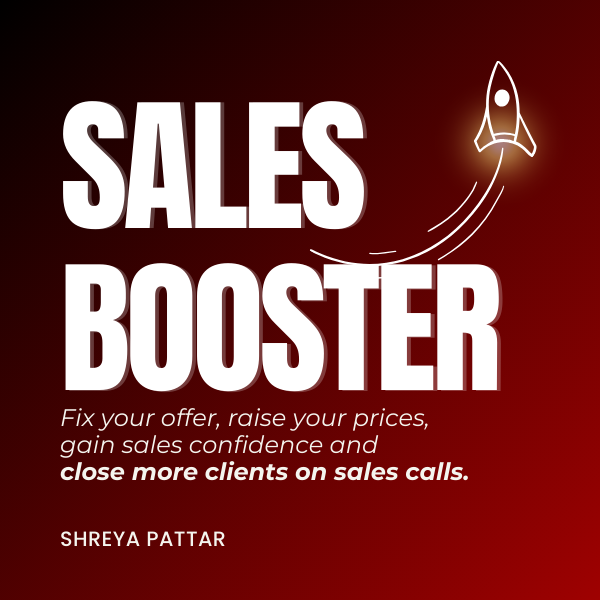 SALES
BOOSTER
Fix your offer, raise your prices,
gain sales confidence and
close more clients on sales calls.
SHREYA PATTAR